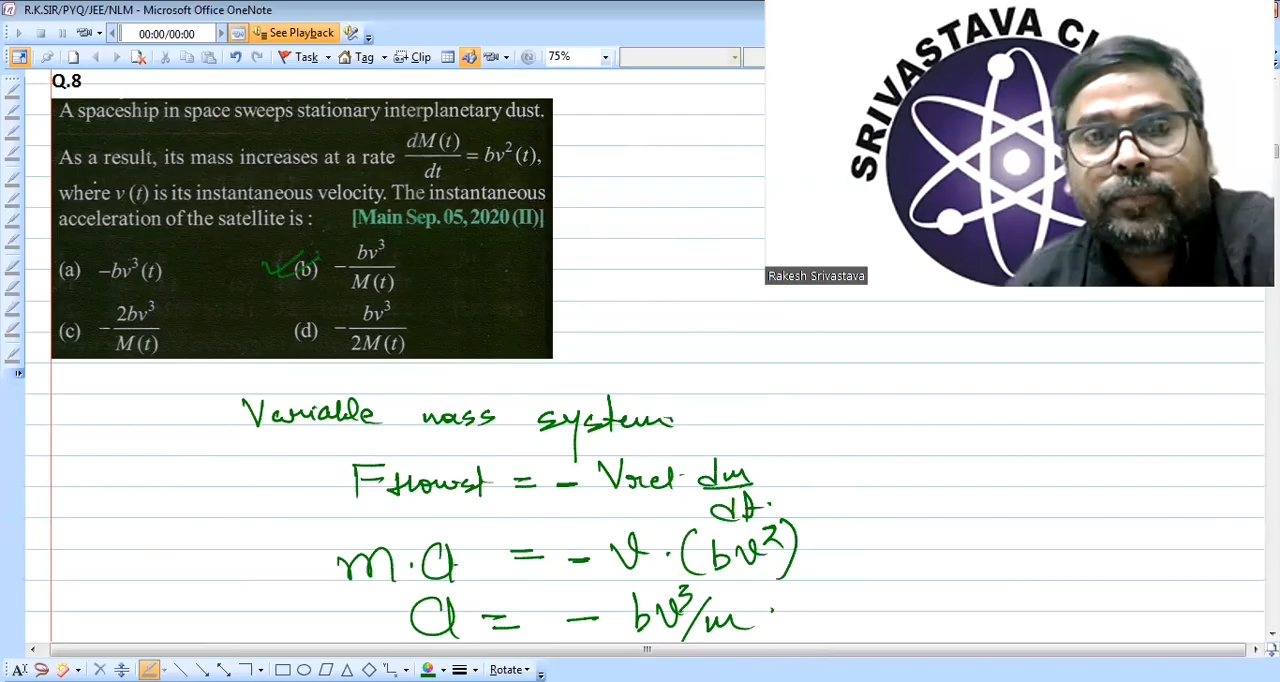 R.K.SIR/PYQ/JEE/NLM - Microsoft Office OneNote
00:00/00:00 See Playback
Task Tag Clip 75%
Q.8
A spaceship in space sweeps stationary interplanetary dust.
As a result, its mass increases at a rate dM(t)/dt = bv²(t),
where v (t) is its instantaneous velocity. The instantaneous
acceleration of the satellite is : [Main Sep. 05, 2020 (II)]
(a) −bv³(t) (b) −bv³/M(t)
(c) −2bv³/M(t) (d) −bv³/2M(t)
SRIVASTAVA CL
Rakesh Srivastava
Variable mass system
= − Vrel. dm/dt.
m.a = − v.(bv²)
a = − bv³/m
Rotate